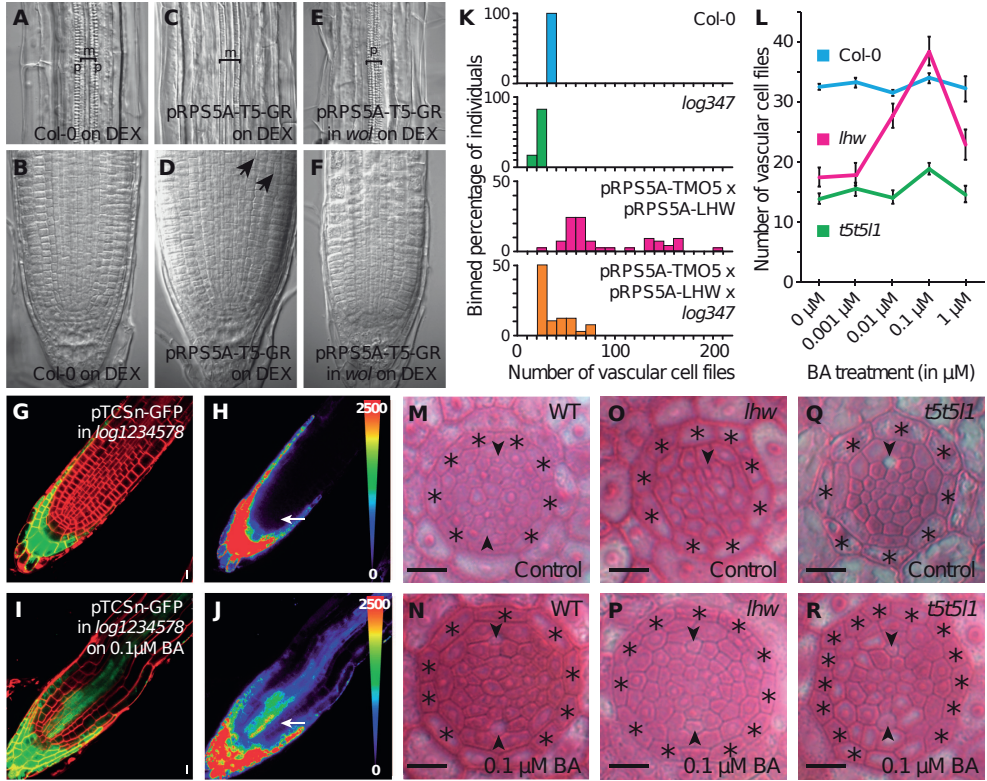 A
m
p p
Col-0 on DEX
C
m
pRPS5A-T5-GR
on DEX
E
p
pRPS5A-T5-GR
in wol on DEX
B
Col-0 on DEX
D
pRPS5A-T5-GR
on DEX
F
pRPS5A-T5-GR
in wol on DEX
K
Binned percentage of individuals
100
50
0
Col-0
100
50
0
log347
50
0
pRPS5A-TMO5 x
pRPS5A-LHW
50
0
pRPS5A-TMO5 x
pRPS5A-LHW x
log347
0 100 200
Number of vascular cell files
L
Number of vascular cell files
40
30
20
10
0
Col-0
lhw
t5t5l1
0 µM
0.001 µM
0.01 µM
0.1 µM
1 µM
BA treatment (in µM)
G
pTCSn-GFP
in log1234578
H
2500
0
I
pTCSn-GFP
in log1234578
on 0.1µM BA
J
2500
0
M
WT
Control
O
lhw
Control
Q
t5t5l1
Control
N
WT
0.1 µM BA
P
lhw
0.1 µM BA
R
t5t5l1
0.1 µM BA